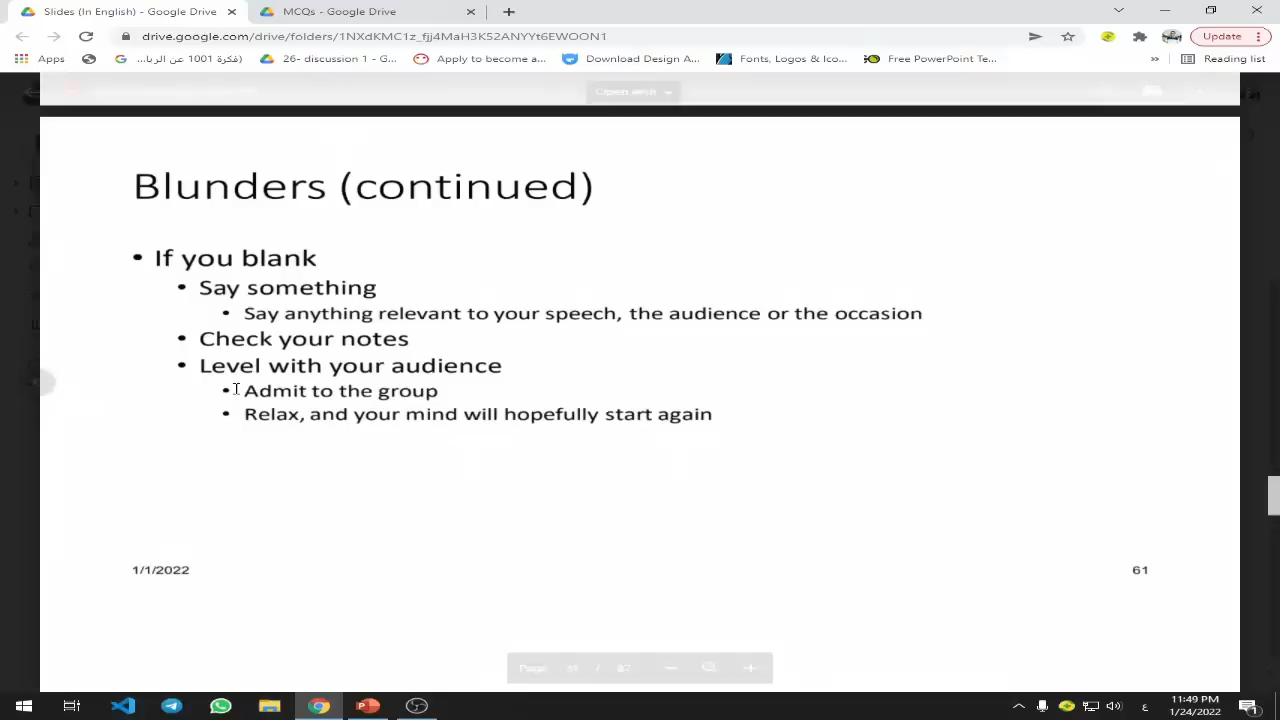 Slides - Google Drive
MCQs - Google Drive
drive.google.com/drive/folders/1NXdKMC1z_fjj4MaH3K52ANYYt6EWOON1
Update
Apps
فكرة) 1001 عن الربا...
26- discussion 1 - G...
Apply to become a...
Download Design A...
Fonts, Logos & Ico...
Free PowerPoint Te...
»
Reading list
Open with
Blunders (continued)
• If you blank
• Say something
• Say anything relevant to your speech, the audience or the occasion
• Check your notes
• Level with your audience
• Admit to the group
• Relax, and your mind will hopefully start again
1/1/2022
61
Page
/
11:49 PM
ع
1/24/2022
1